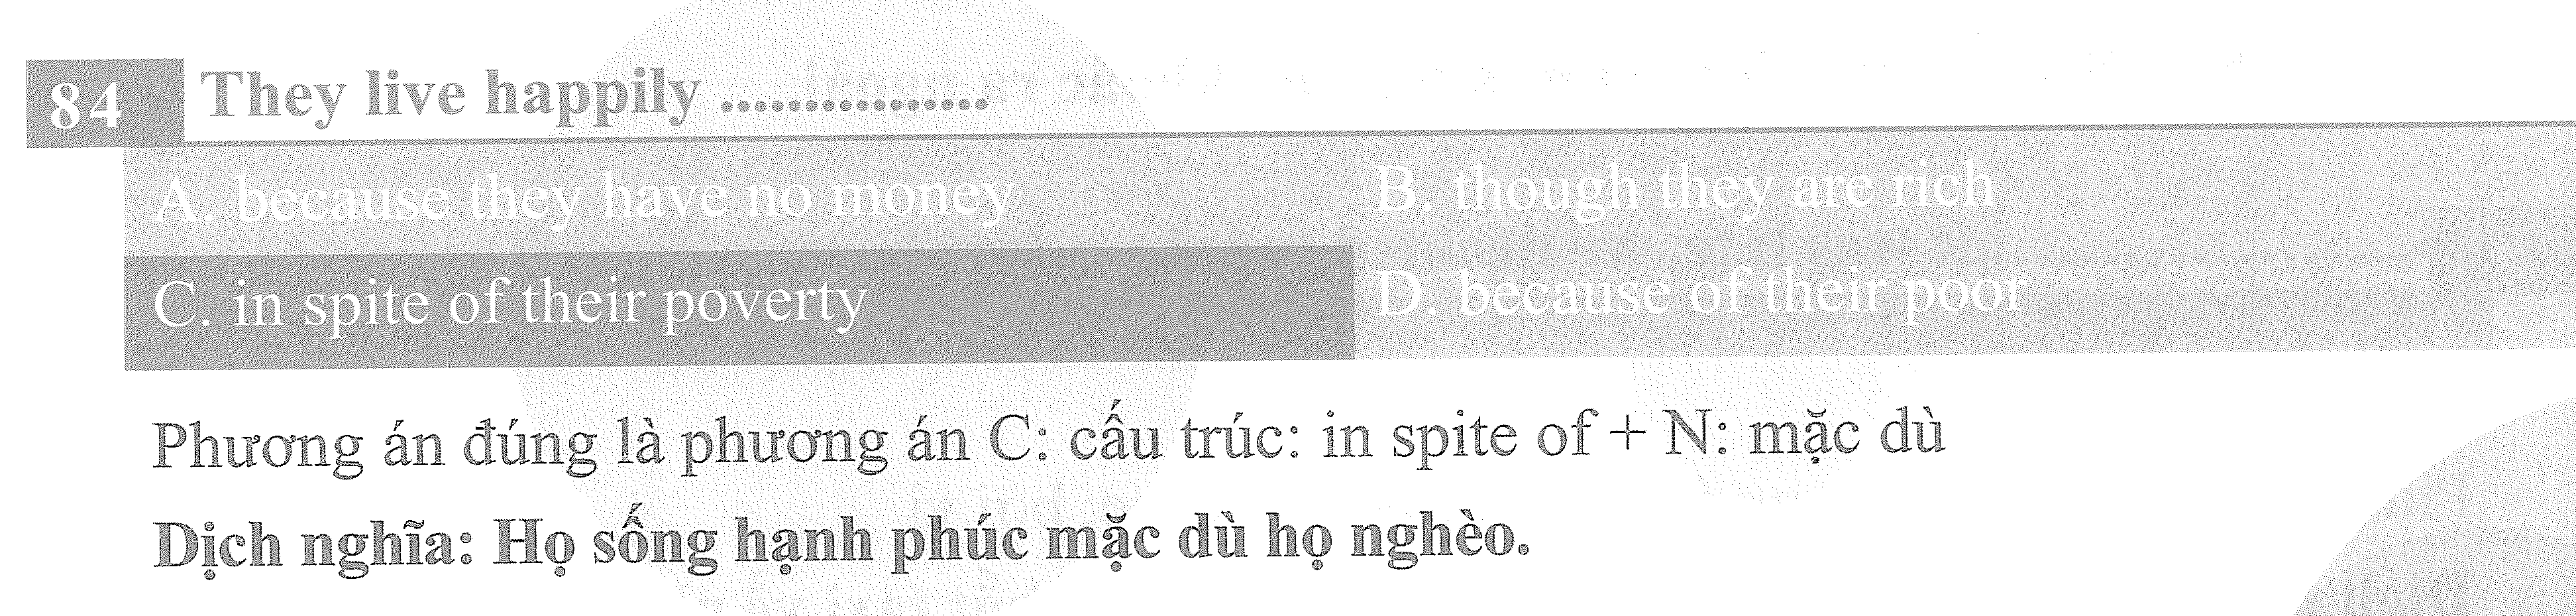 84 They live happily ...............
A. because they have no money B. though they are rich
C. in spite of their poverty D. because of their poor
Phương án đúng là phương án C: cấu trúc: in spite of + N: mặc dù
Dịch nghĩa: Họ sống hạnh phúc mặc dù họ nghèo.